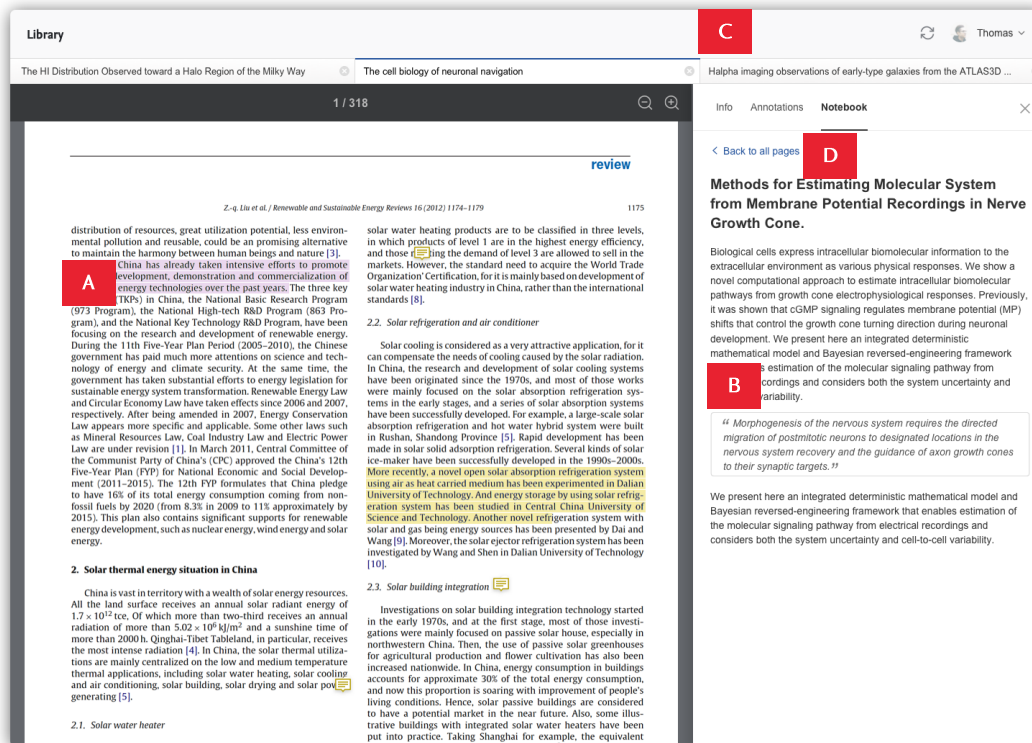 Library
C
Thomas
The HI Distribution Observed toward a Halo Region of the Milky Way
The cell biology of neuronal navigation
Halpha imaging observations of early-type galaxies from the ATLAS3D ...
1 / 318
review
Z.-q. Liu et al. / Renewable and Sustainable Energy Reviews 16 (2012) 1174–1179
1175
distribution of resources, great utilization potential, less environ-
mental pollution and reusable, could be an promising alternative
to maintain the harmony between human beings and nature [3].
China has already taken intensive efforts to promote
A
development, demonstration and commercialization of
energy technologies over the past years. The three key
(TKPs) in China, the National Basic Research Program
(973 Program), the National High-tech R&D Program (863 Pro-
gram), and the National Key Technology R&D Program, have been
focusing on the research and development of renewable energy.
During the 11th Five-Year Plan Period (2005–2010), the Chinese
government has paid much more attentions on science and tech-
nology of energy and climate security. At the same time, the
government has taken substantial efforts to energy legislation for
sustainable energy system transformation. Renewable Energy Law
and Circular Economy Law have taken effects since 2006 and 2007,
respectively. After being amended in 2007, Energy Conservation
Law appears more specific and applicable. Some other laws such
as Mineral Resources Law, Coal Industry Law and Electric Power
Law are under revision [1]. In March 2011, Central Committee of
the Communist Party of China's (CPC) approved the China's 12th
Five-Year Plan (FYP) for National Economic and Social Develop-
ment (2011–2015). The 12th FYP formulates that China pledge
to have 16% of its total energy consumption coming from non-
fossil fuels by 2020 (from 8.3% in 2009 to 11% approximately by
2015). This plan also contains significant supports for renewable
energy development, such as nuclear energy, wind energy and solar
energy.
2. Solar thermal energy situation in China
China is vast in territory with a wealth of solar energy resources.
All the land surface receives an annual solar radiant energy of
1.7 × 10¹² tce, Of which more than two-third receives an annual
radiation of more than 5.02 × 10⁶ kJ/m² and a sunshine time of
more than 2000 h. Qinghai-Tibet Tableland, in particular, receives
the most intense radiation [4]. In China, the solar thermal utiliza-
tions are mainly centralized on the low and medium temperature
thermal applications, including solar water heating, solar cooling
and air conditioning, solar building, solar drying and solar
generating [5].
2.1. Solar water heater
solar water heating products are to be classified in three levels,
in which products of level 1 are in the highest energy efficiency,
and those the demand of level 3 are allowed to sell in the
markets. However, the standard need to acquire the World Trade
Organization' Certification, for it is mainly based on development of
solar water heating industry in China, rather than the international
standards [8].
2.2. Solar refrigeration and air conditioner
Solar cooling is considered as a very attractive application, for it
can compensate the needs of cooling caused by the solar radiation.
In China, the research and development of solar cooling systems
have been originated since the 1970s, and most of those works
were mainly focused on the solar absorption refrigeration sys-
tems in the early stages, and a series of solar absorption systems
have been successfully developed. For example, a large-scale solar
absorption refrigeration and hot water hybrid system were built
in Rushan, Shandong Province [5]. Rapid development has been
made in solar solid adsorption refrigeration. Several kinds of solar
ice-maker have been successfully developed in the 1990s–2000s.
More recently, a novel open solar absorption refrigeration system
using air as heat carried medium has been experimented in Dalian
University of Technology. And energy storage by using solar refrig-
eration system has been studied in Central China University of
Science and Technology. Another novel refrigeration system with
solar and gas being energy sources has been presented by Dai and
Wang [9]. Moreover, the solar ejector refrigeration system has been
investigated by Wang and Shen in Dalian University of Technology
[10].
2.3. Solar building integration
Investigations on solar building integration technology started
in the early 1970s, and at the first stage, most of those investi-
gations were mainly focused on passive solar house, especially in
northwestern China. Then, the use of passive solar greenhouses
for agricultural production and flower cultivation has also been
increased nationwide. In China, energy consumption in buildings
accounts for approximate 30% of the total energy consumption,
and now this proportion is soaring with improvement of people's
living conditions. Hence, solar passive buildings are considered
to have a potential market in the near future. Also, some illus-
trative buildings with integrated solar water heaters have been
put into practice. Taking Shanghai for example, the equivalent
Info Annotations Notebook
Back to all pages
D
Methods for Estimating Molecular System
from Membrane Potential Recordings in Nerve
Growth Cone.
Biological cells express intracellular biomolecular information to the
extracellular environment as various physical responses. We show a
novel computational approach to estimate intracellular biomolecular
pathways from growth cone electrophysiological responses. Previously,
it was shown that cGMP signaling regulates membrane potential (MP)
shifts that control the growth cone turning direction during neuronal
development. We present here an integrated deterministic
mathematical model and Bayesian reversed-engineering framework
estimation of the molecular signaling pathway from
B
and considers both the system uncertainty and
“ Morphogenesis of the nervous system requires the directed
migration of postmitotic neurons to designated locations in the
nervous system recovery and the guidance of axon growth cones
to their synaptic targets.”
We present here an integrated deterministic mathematical model and
Bayesian reversed-engineering framework that enables estimation of
the molecular signaling pathway from electrical recordings and
considers both the system uncertainty and cell-to-cell variability.